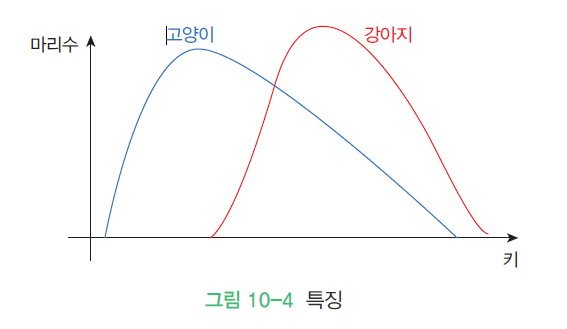 고양이
강아지
마리수
키
그림 10-4 특징